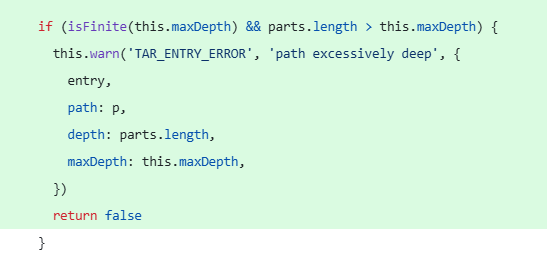 if (isFinite(this.maxDepth) && parts.length > this.maxDepth) {
this.warn('TAR_ENTRY_ERROR', 'path excessively deep', {
entry,
path: p,
depth: parts.length,
maxDepth: this.maxDepth,
})
return false
}